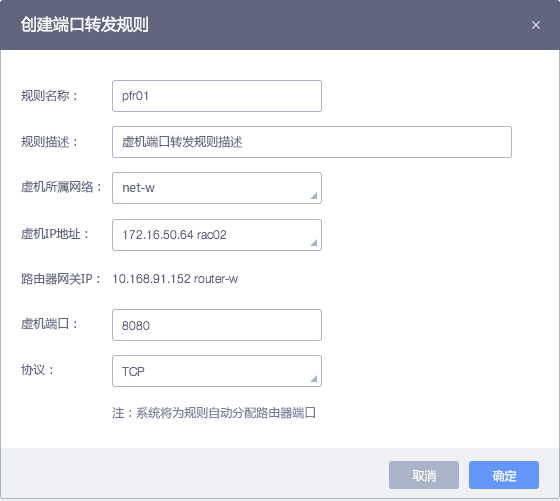 创建端口转发规则 ×
规则名称： pfr01
规则描述： 虚机端口转发规则描述
虚机所属网络： net-w
虚机IP地址： 172.16.50.64 rac02
路由器网关IP： 10.168.91.152 router-w
虚机端口： 8080
协议： TCP
注：系统将为规则自动分配路由器端口
取消 确定